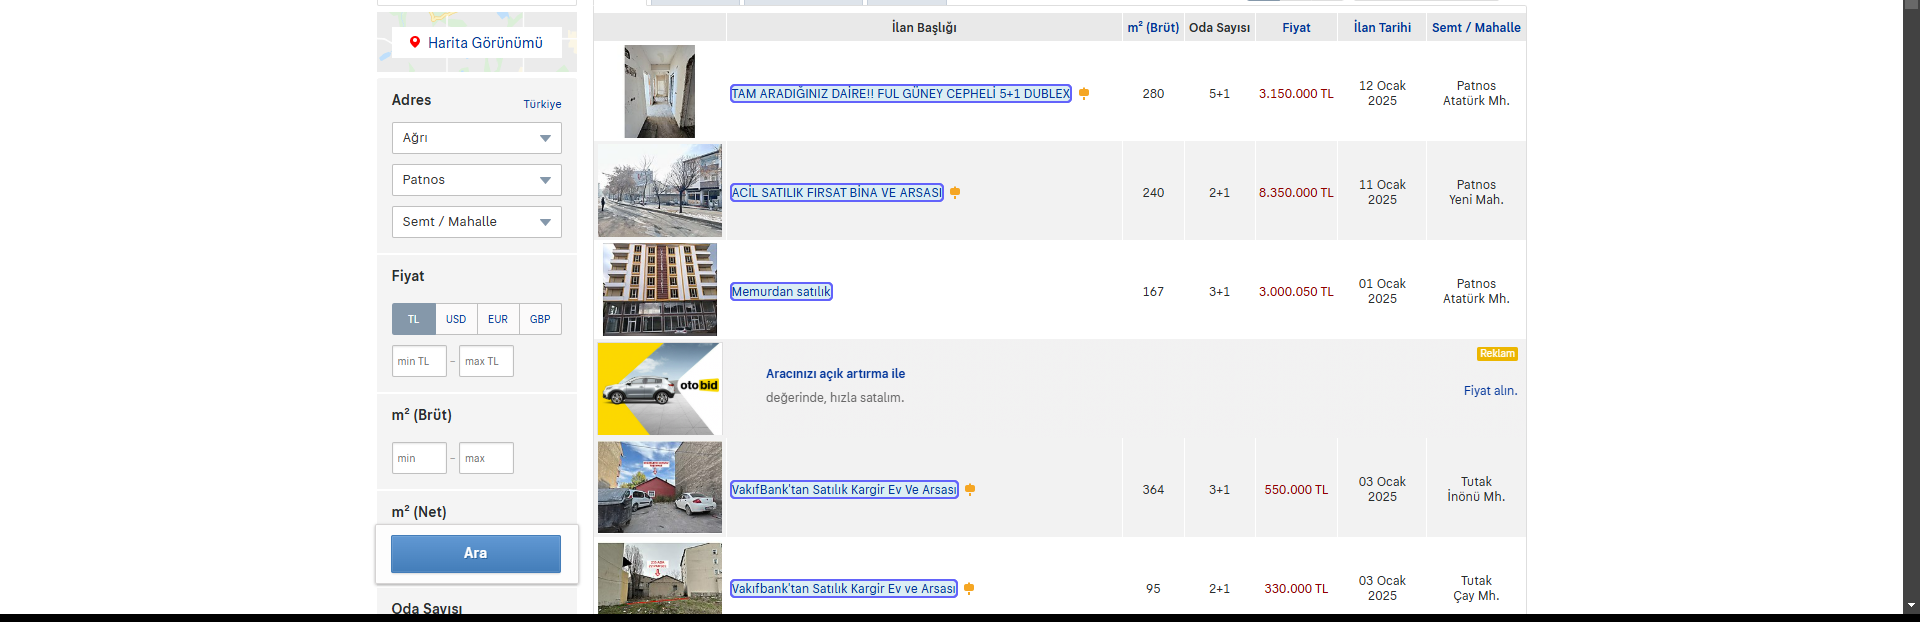 Harita Görünümü
Adres
Türkiye
Ağrı
Patnos
Semt / Mahalle
Fiyat
TL USD EUR GBP
min TL - max TL
m² (Brüt)
min - max
m² (Net)
Ara
Oda Sayısı
İlan Başlığı m² (Brüt) Oda Sayısı Fiyat İlan Tarihi Semt / Mahalle
TAM ARADIĞINIZ DAİRE!! FUL GÜNEY CEPHELİ 5+1 DUBLEX 280 5+1 3.150.000 TL 12 Ocak 2025 Patnos Atatürk Mh.
ACİL SATILIK FIRSAT BİNA VE ARSASI 240 2+1 8.350.000 TL 11 Ocak 2025 Patnos Yeni Mah.
Memurdan satılık 167 3+1 3.000.050 TL 01 Ocak 2025 Patnos Atatürk Mh.
otobid
Reklam
Aracınızı açık artırma ile
değerinde, hızla satalım.
Fiyat alın.
VakıfBank'tan Satılık Kargir Ev Ve Arsası 364 3+1 550.000 TL 03 Ocak 2025 Tutak İnönü Mh.
Vakıfbank'tan Satılık Kargir Ev ve Arsası 95 2+1 330.000 TL 03 Ocak 2025 Tutak Çay Mh.